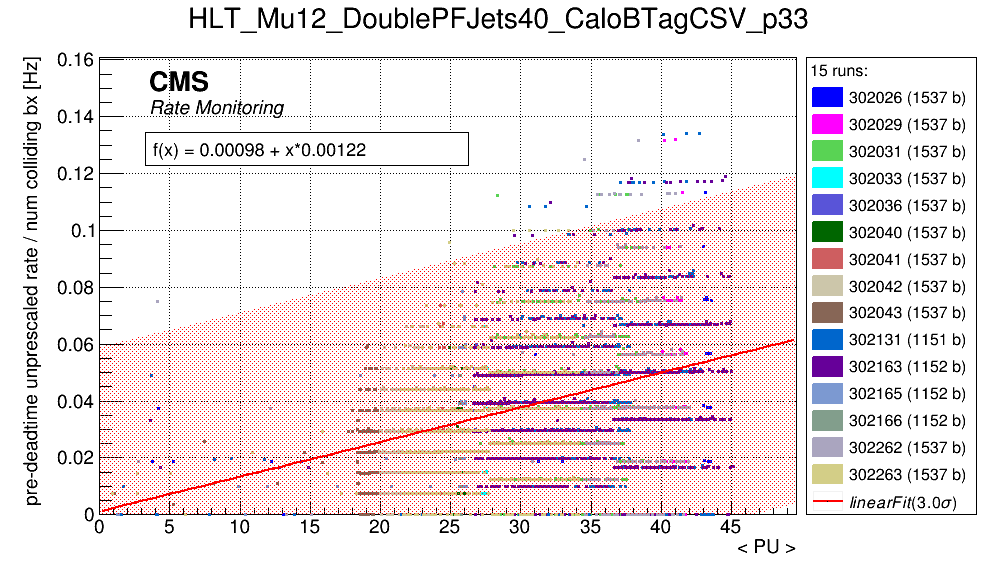 HLT_Mu12_DoublePFJets40_CaloBTagCSV_p33
pre-deadtime unprescaled rate / num colliding bx [Hz]
0.16
0.14
0.12
0.1
0.08
0.06
0.04
0.02
0
CMS
Rate Monitoring
f(x) = 0.00098 + x*0.00122
0 5 10 15 20 25 30 35 40 45
< PU >
15 runs:
302026 (1537 b)
302029 (1537 b)
302031 (1537 b)
302033 (1537 b)
302036 (1537 b)
302040 (1537 b)
302041 (1537 b)
302042 (1537 b)
302043 (1537 b)
302131 (1151 b)
302163 (1152 b)
302165 (1152 b)
302166 (1152 b)
302262 (1537 b)
302263 (1537 b)
linearFit(3.0σ)